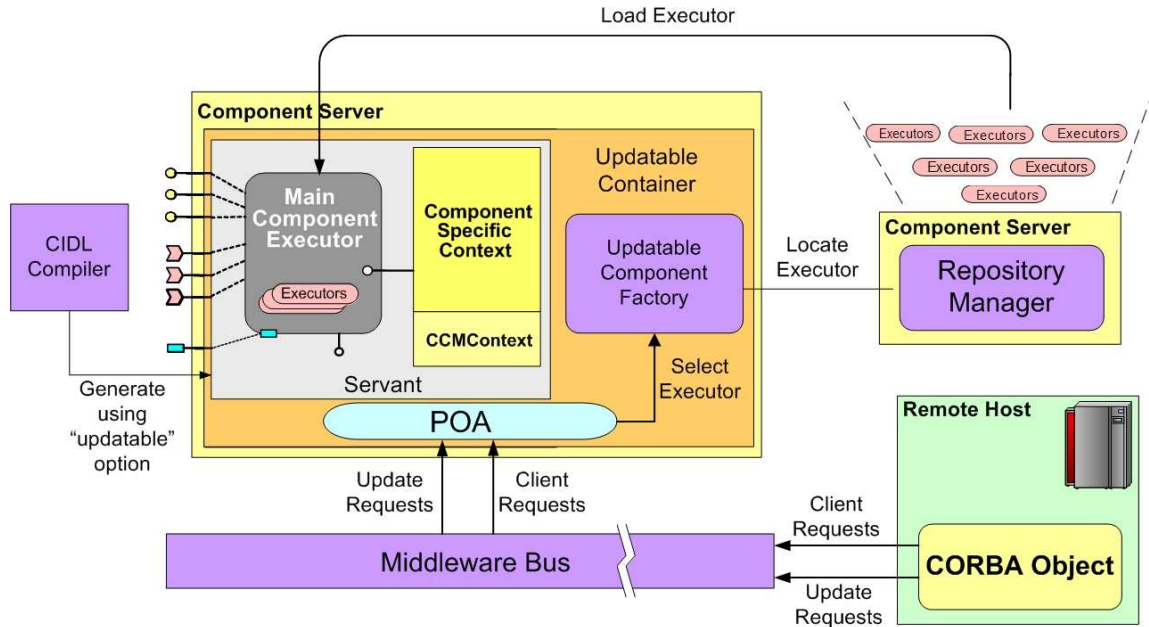 Load Executor
Component Server
Executors
Executors
Executors
Executors
Executors
Executors
Updatable
Container
Main
Component
Executor
Component
Specific
Context
Executors
CCMContext
Servant
CIDL
Compiler
Generate
using
“updatable”
option
Updatable
Component
Factory
Locate
Executor
Component Server
Repository
Manager
Select
Executor
POA
Update
Requests
Client
Requests
Middleware Bus
Remote Host
Client
Requests
CORBA Object
Update
Requests